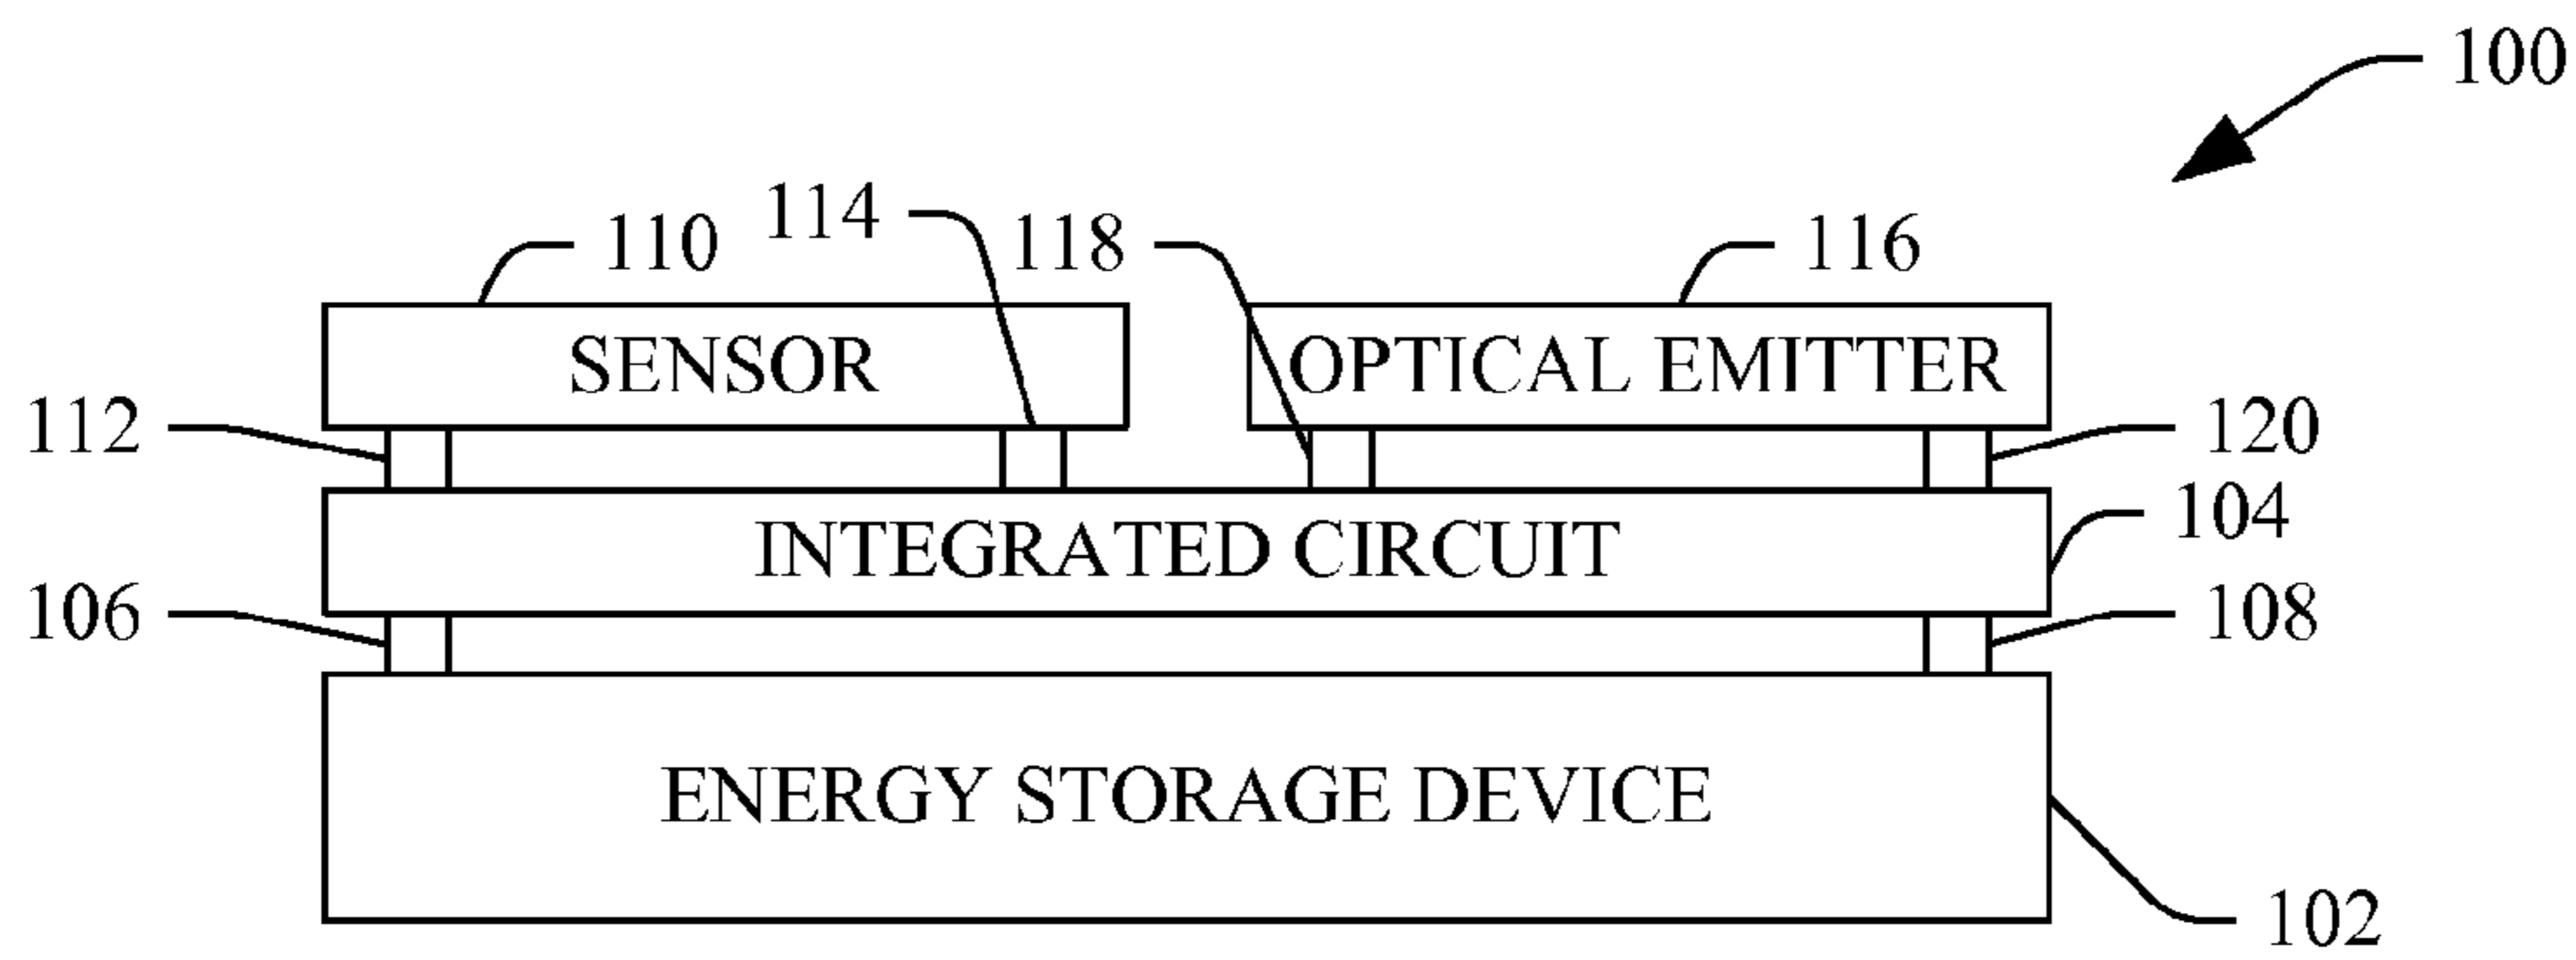 100
114
110
118
116
SENSOR
OPTICAL EMITTER
112
120
104
INTEGRATED CIRCUIT
106
108
ENERGY STORAGE DEVICE
102